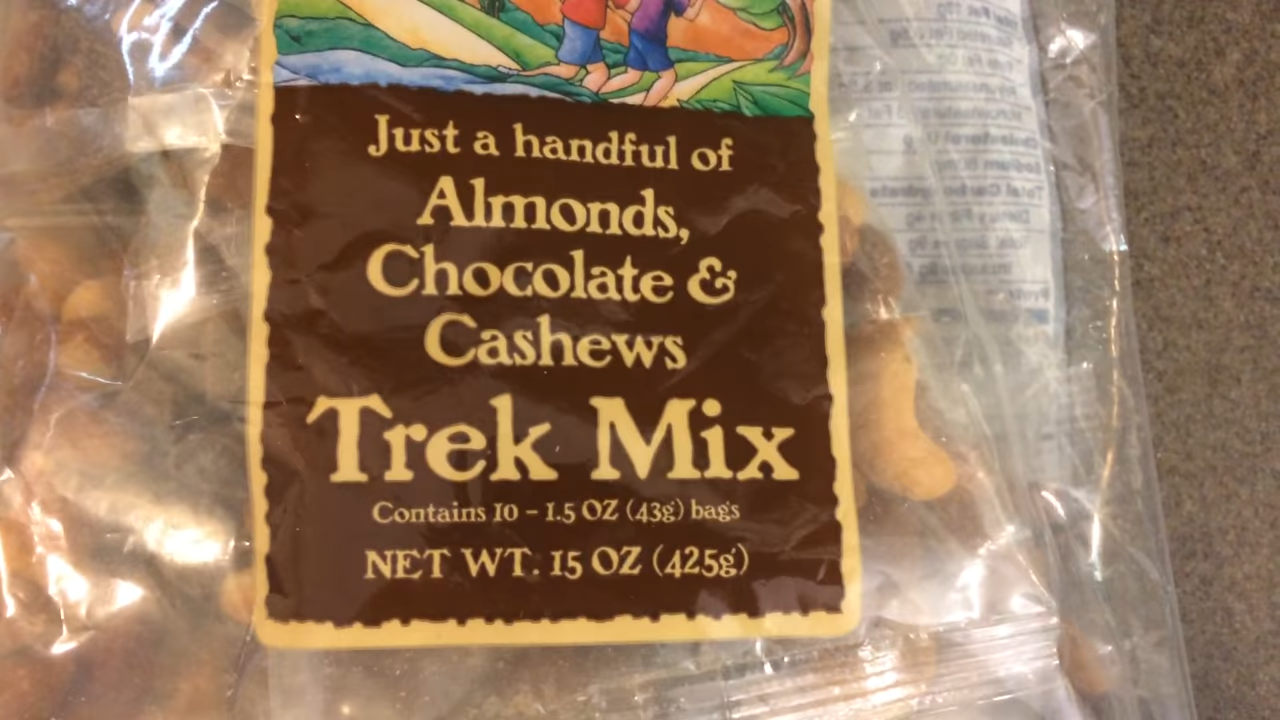 Just a handful of
Almonds,
Chocolate &
Cashews
Trek Mix
Contains 10 - 1.5 OZ (43g) bags
NET WT. 15 OZ (425g)